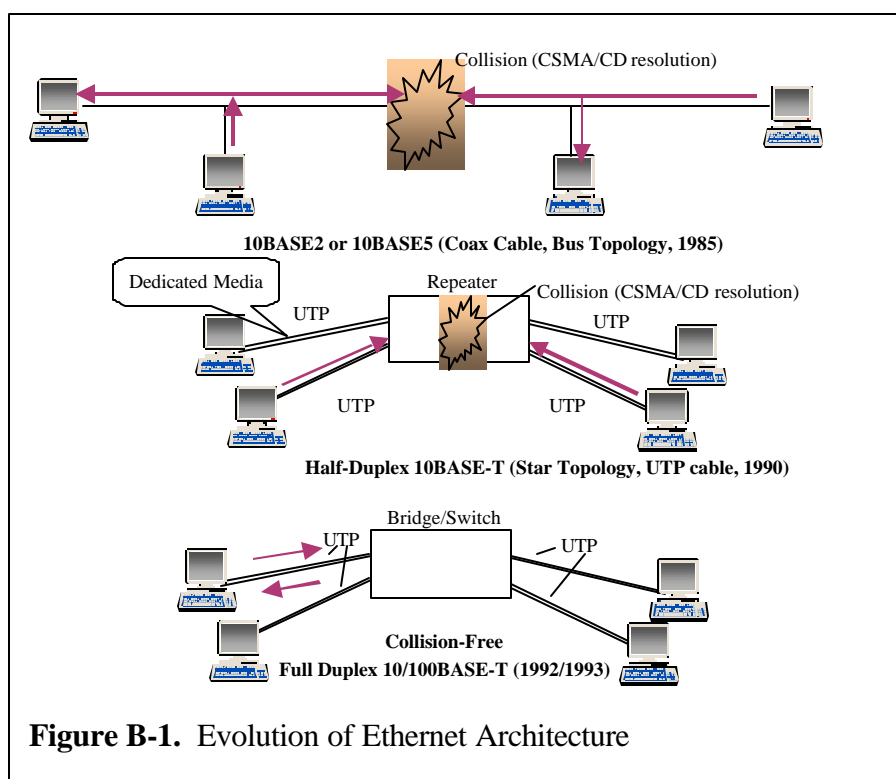 Collision (CSMA/CD resolution)
10BASE2 or 10BASE5 (Coax Cable, Bus Topology, 1985)
Dedicated Media
UTP
Repeater
Collision (CSMA/CD resolution)
UTP
UTP
UTP
Half-Duplex 10BASE-T (Star Topology, UTP cable, 1990)
Bridge/Switch
UTP
UTP
Collision-Free
Full Duplex 10/100BASE-T (1992/1993)
Figure B-1. Evolution of Ethernet Architecture